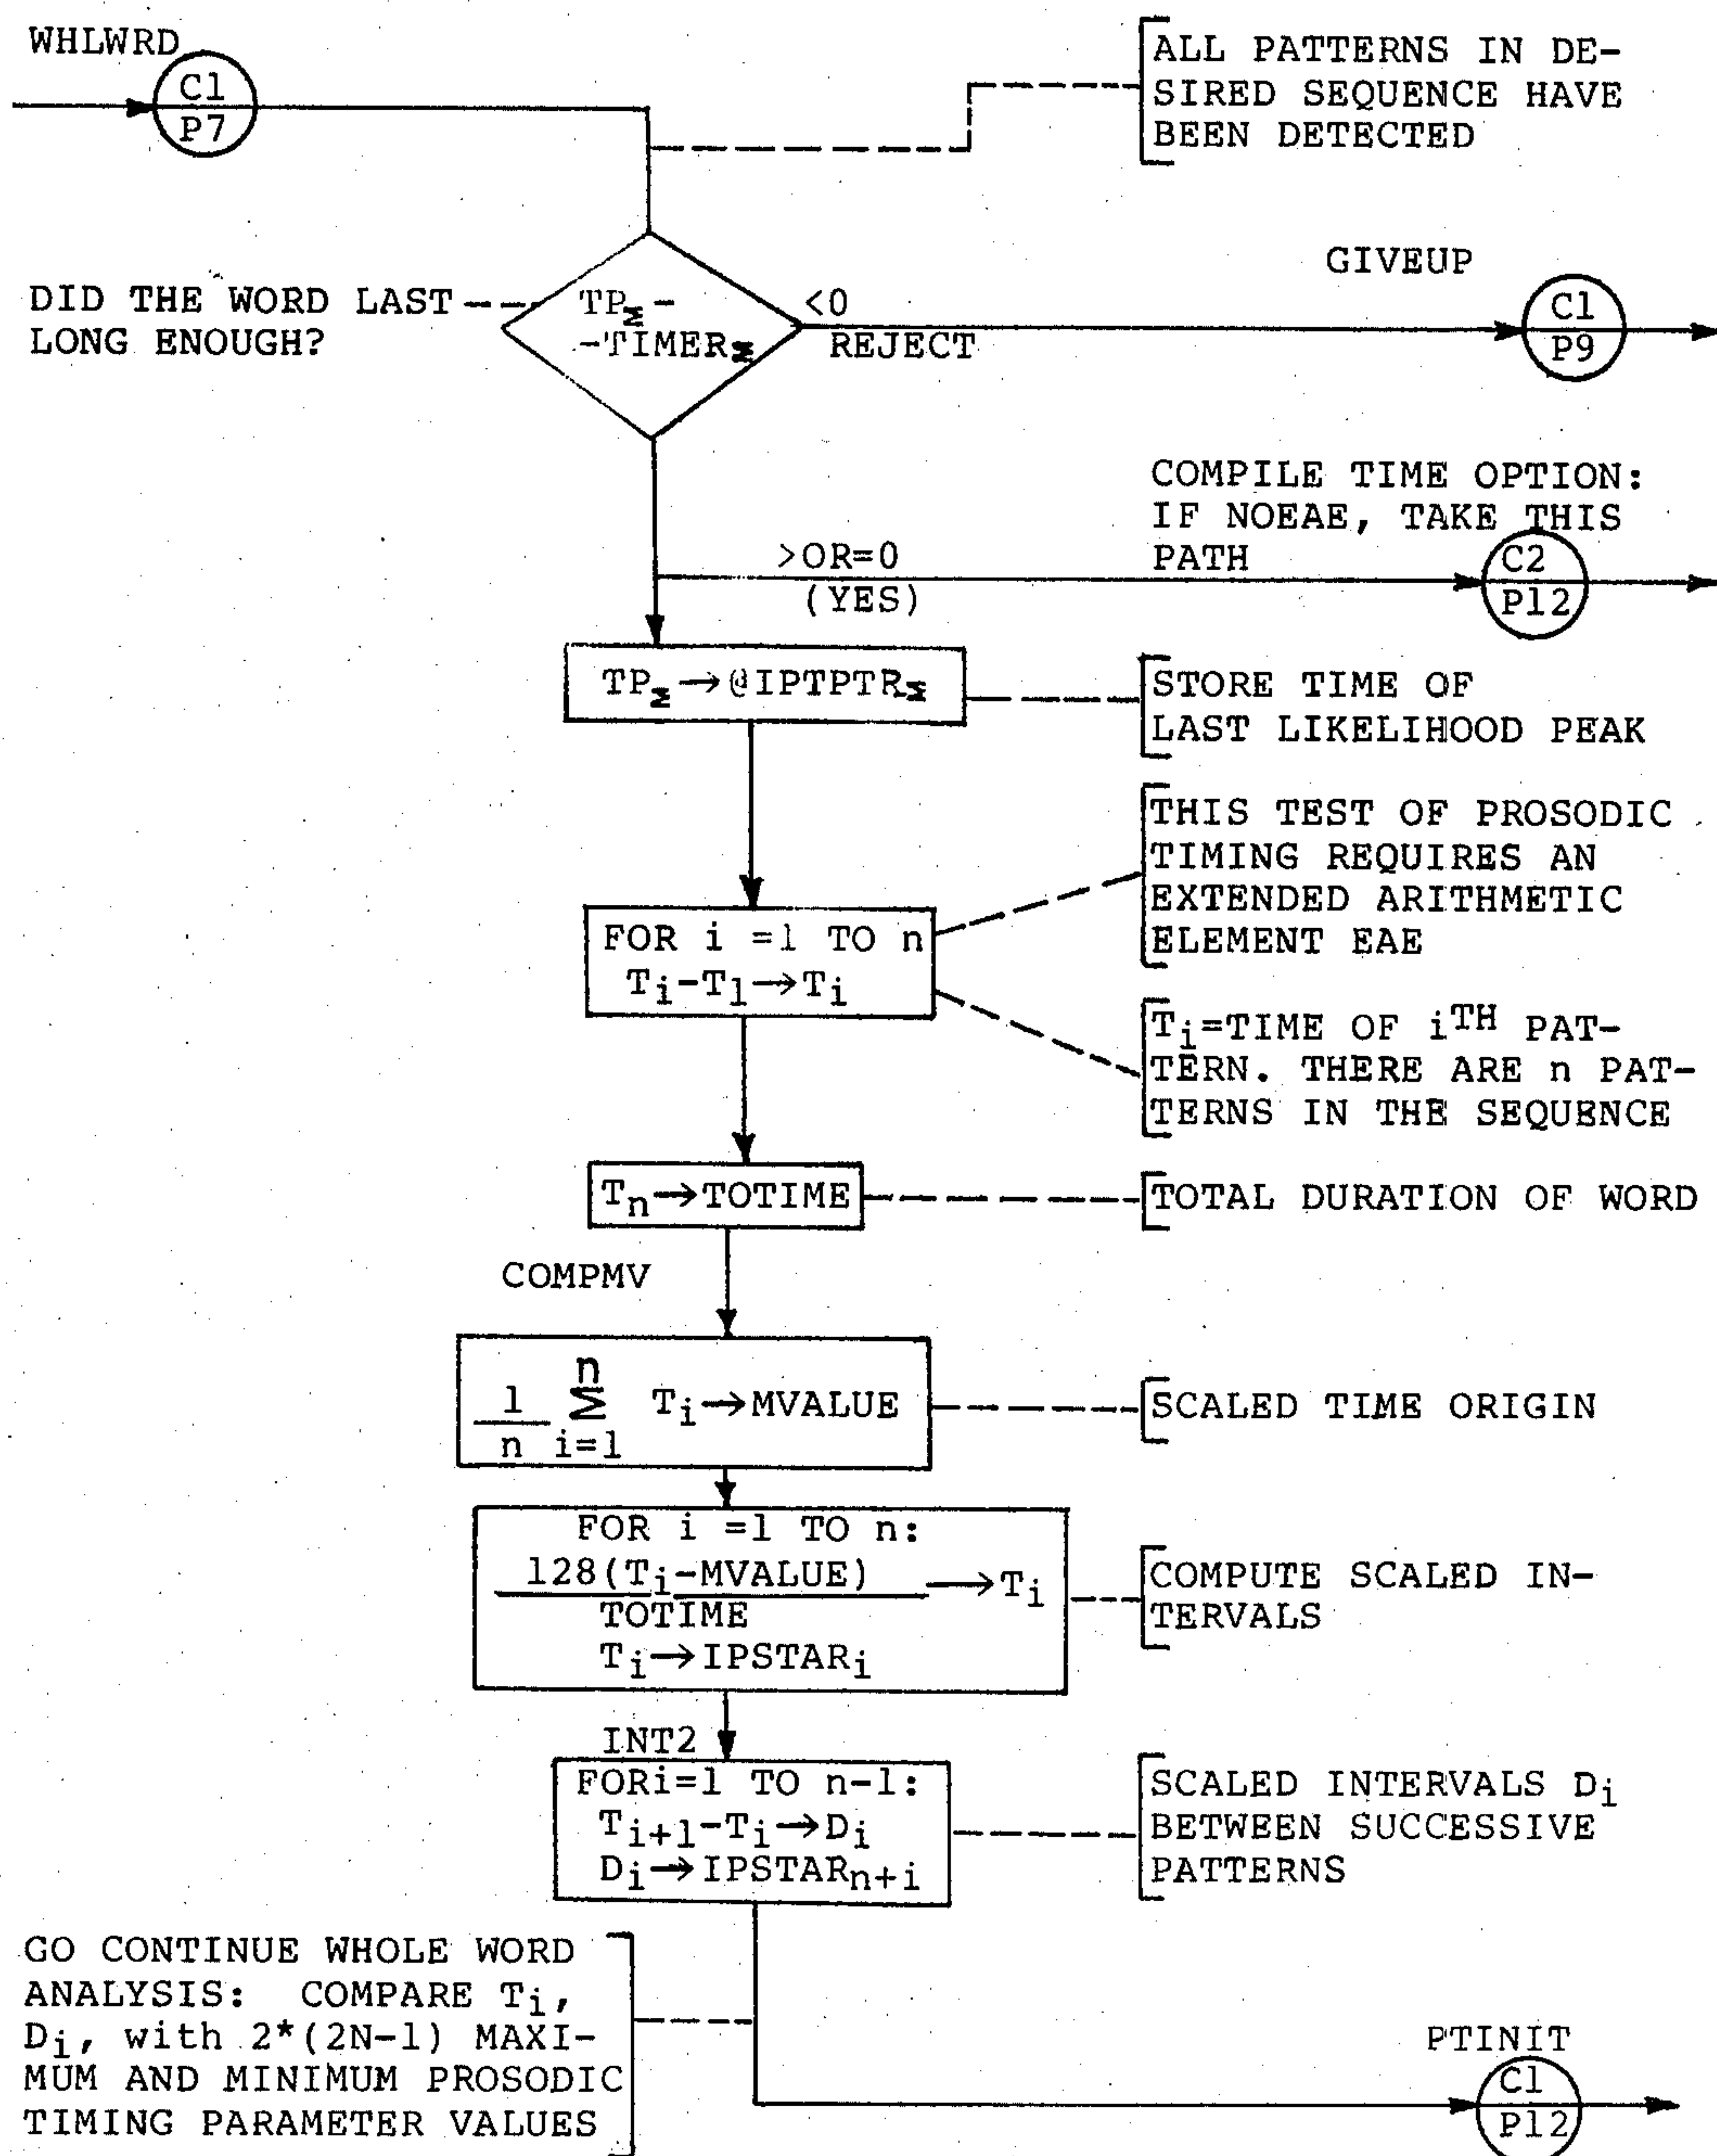 WHLWRD
C1
P7
ALL PATTERNS IN DE-
SIRED SEQUENCE HAVE
BEEN DETECTED
DID THE WORD LAST
LONG ENOUGH?
TPΣ -
-TIMERΣ
<0
REJECT
GIVEUP
C1
P9
COMPILE TIME OPTION:
IF NOEAE, TAKE THIS
PATH
>OR=0
(YES)
C2
P12
TPΣ→@IPTPTRΣ
STORE TIME OF
LAST LIKELIHOOD PEAK
FOR i =1 TO n
Ti-T1→Ti
THIS TEST OF PROSODIC
TIMING REQUIRES AN
EXTENDED ARITHMETIC
ELEMENT EAE
Ti=TIME OF iTH PAT-
TERN. THERE ARE n PAT-
TERNS IN THE SEQUENCE
Tn→TOTIME
TOTAL DURATION OF WORD
COMPMV
n
1 Σ Ti→MVALUE
n i=1
SCALED TIME ORIGIN
FOR i =1 TO n:
128(Ti-MVALUE)→Ti
TOTIME
Ti→IPSTARi
COMPUTE SCALED IN-
TERVALS
INT2
FORi=1 TO n-1:
Ti+1-Ti→Di
Di→IPSTARn+i
SCALED INTERVALS Di
BETWEEN SUCCESSIVE
PATTERNS
GO CONTINUE WHOLE WORD
ANALYSIS: COMPARE Ti,
Di, with 2*(2N-1) MAXI-
MUM AND MINIMUM PROSODIC
TIMING PARAMETER VALUES
PTINIT
C1
P12